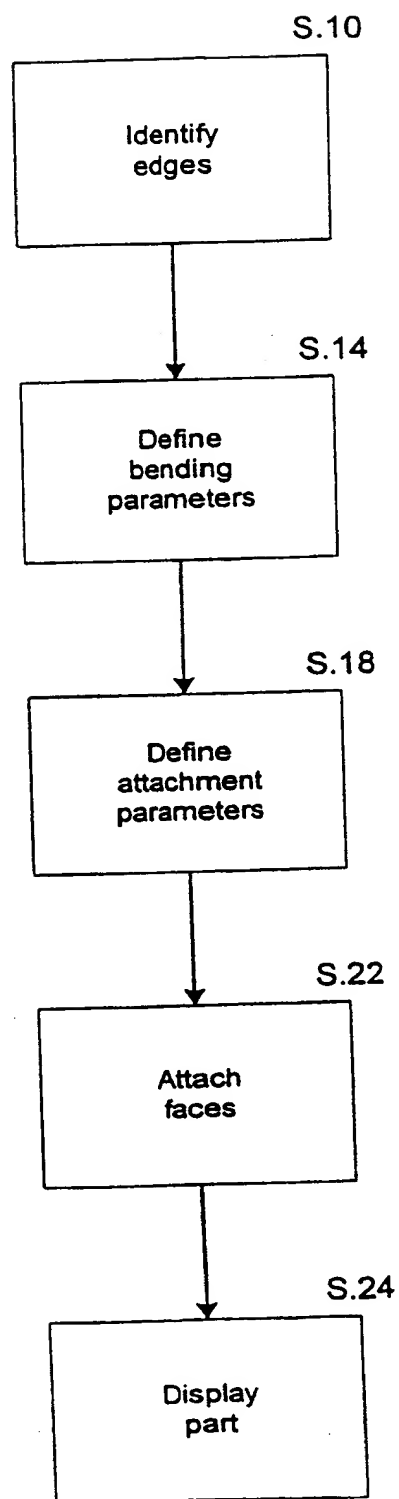 S.10
Identify
edges
S.14
Define
bending
parameters
S.18
Define
attachment
parameters
S.22
Attach
faces
S.24
Display
part